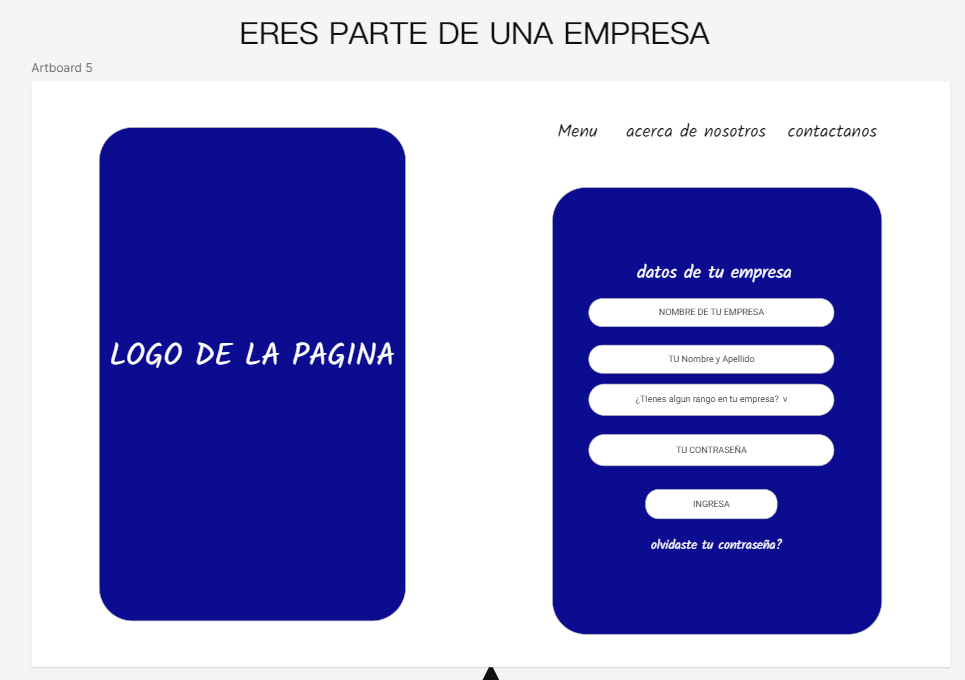 ERES PARTE DE UNA EMPRESA
Artboard 5
Menu acerca de nosotros contactanos
LOGO DE LA PAGINA
datos de tu empresa
NOMBRE DE TU EMPRESA
TU Nombre y Apellido
¿TIenes algun rango en tu empresa? v
TU CONTRASEÑA
INGRESA
olvidaste tu contraseña?